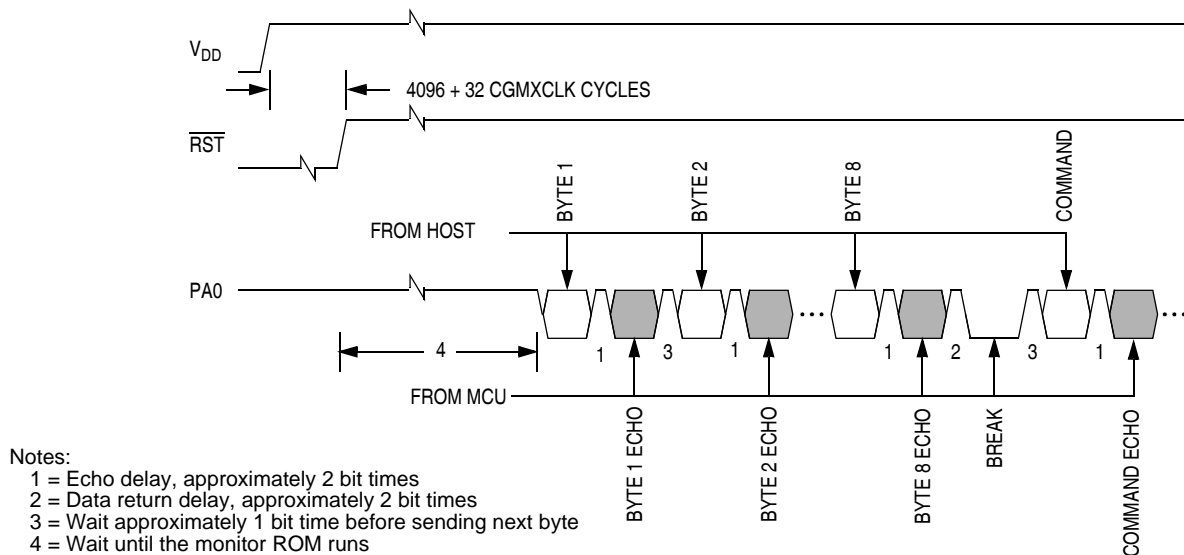 VDD
4096 + 32 CGMXCLK CYCLES
RST
BYTE 1
BYTE 2
BYTE 8
COMMAND
FROM HOST
PA0
4
1
3
1
1
2
3
1
FROM MCU
BYTE 1 ECHO
BYTE 2 ECHO
BYTE 8 ECHO
BREAK
COMMAND ECHO
Notes:
1 = Echo delay, approximately 2 bit times
2 = Data return delay, approximately 2 bit times
3 = Wait approximately 1 bit time before sending next byte
4 = Wait until the monitor ROM runs